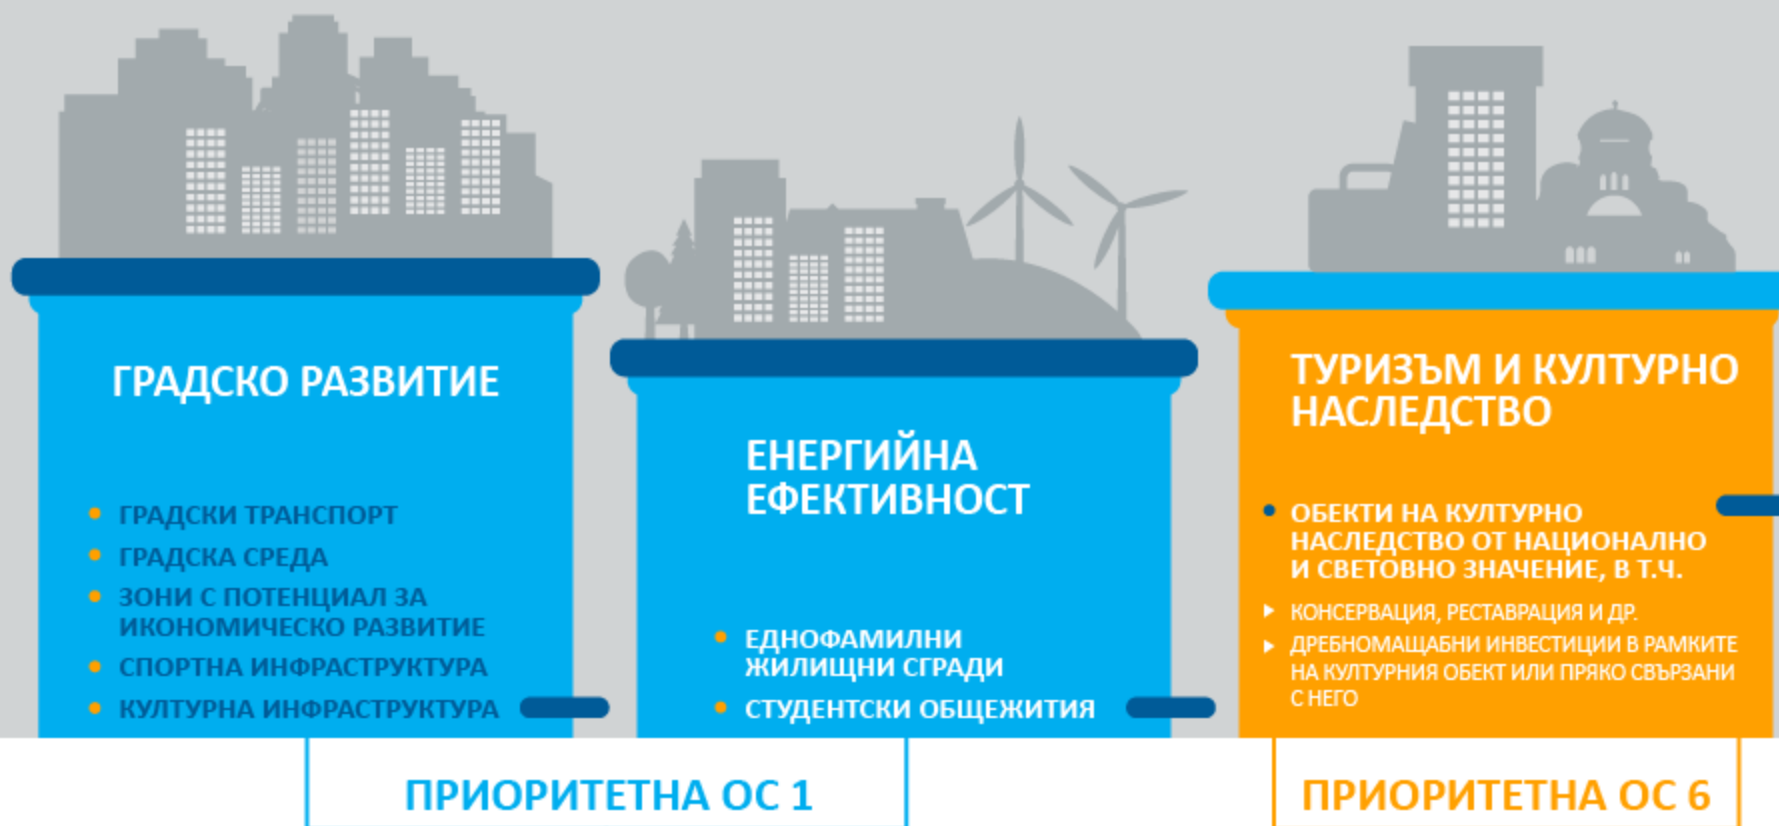 ГРАДСКО РАЗВИТИЕ
ГРАДСКИ ТРАНСПОРТ
ГРАДСКА СРЕДА
ЗОНИ С ПОТЕНЦИАЛ ЗА
ИКОНОМИЧЕСКО РАЗВИТИЕ
СПОРТНА ИНФРАСТРУКТУРА
КУЛТУРНА ИНФРАСТРУКТУРА
ЕНЕРГИЙНА
ЕФЕКТИВНОСТ
ЕДНОФАМИЛНИ
ЖИЛИЩНИ СГРАДИ
СТУДЕНТСКИ ОБЩЕЖИТИЯ
ТУРИЗЪМ И КУЛТУРНО
НАСЛЕДСТВО
ОБЕКТИ НА КУЛТУРНО
НАСЛЕДСТВО ОТ НАЦИОНАЛНО
И СВЕТОВНО ЗНАЧЕНИЕ, В Т.Ч.
КОНСЕРВАЦИЯ, РЕСТАВРАЦИЯ И ДР.
ДРЕБНОМАЩАБНИ ИНВЕСТИЦИИ В РАМКИТЕ
НА КУЛТУРНИЯ ОБЕКТ ИЛИ ПРЯКО СВЪРЗАНИ
С НЕГО
ПРИОРИТЕТНА ОС 1
ПРИОРИТЕТНА ОС 6